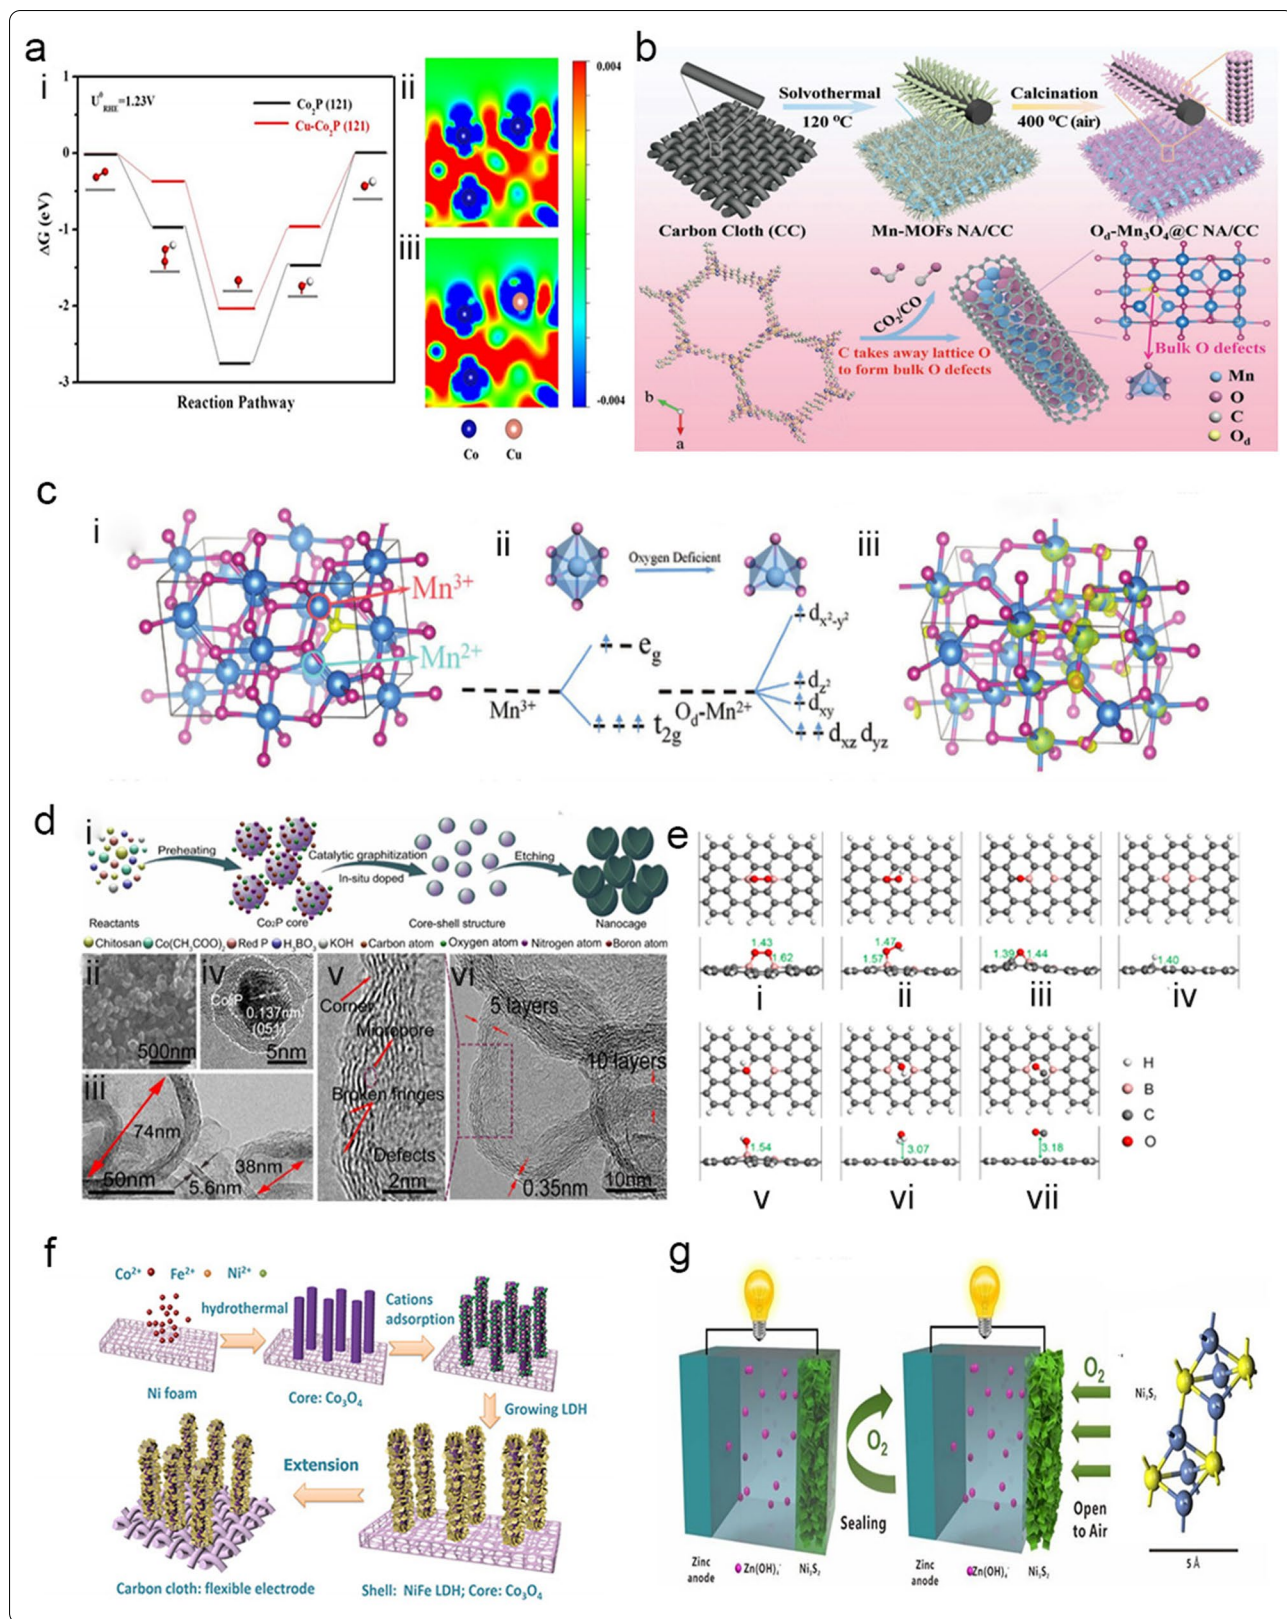 a
i
1
U⁰RHE=1.23V
Co₂P (121)
Cu-Co₂P (121)
0
-1
-2
-3
ΔG (eV)
Reaction Pathway
ii
iii
0.004
-0.004
Co
Cu
b
Solvothermal
120 °C
Calcination
400 °C (air)
Carbon Cloth (CC)
Mn-MOFs NA/CC
Od-Mn₃O₄@C NA/CC
CO₂/CO
C takes away lattice O
to form bulk O defects
Bulk O defects
b
a
Mn
O
C
Od
c
i
Mn³⁺
Mn²⁺
ii
Oxygen Deficient
eg
Mn³⁺
t2g
Od-Mn²⁺
dx²-y²
dz²
dxy
dxz dyz
iii
d
i
Preheating
Catalytic graphitization
In-situ doped
Etching
Reactants
Co₂P core
Core-shell structure
Nanocage
Chitosan
Co(CH₃COO)₂
Red P
H₃BO₃
KOH
Carbon atom
Oxygen atom
Nitrogen atom
Boron atom
ii
500nm
iv
Co₂P
0.137nm
(051)
5nm
iii
74nm
50nm
5.6nm
38nm
v
Corner
Micropore
Broken fringes
Defects
2nm
vi
5 layers
10 layers
0.35nm
10nm
e
1.43
1.62
i
1.47
1.57
ii
1.39
1.44
iii
1.40
iv
1.54
v
3.07
vi
3.18
vii
H
B
C
O
f
Co²⁺
Fe²⁺
Ni²⁺
hydrothermal
Cations
adsorption
Ni foam
Core: Co₃O₄
Growing LDH
Extension
Carbon cloth: flexible electrode
Shell: NiFe LDH; Core: Co₃O₄
g
O₂
Sealing
O₂
Open
to Air
Ni₃S₂
Zinc
anode
Zn(OH)₄⁻
Ni₃S₂
Zinc
anode
Zn(OH)₄⁻
Ni₃S₂
5 Å